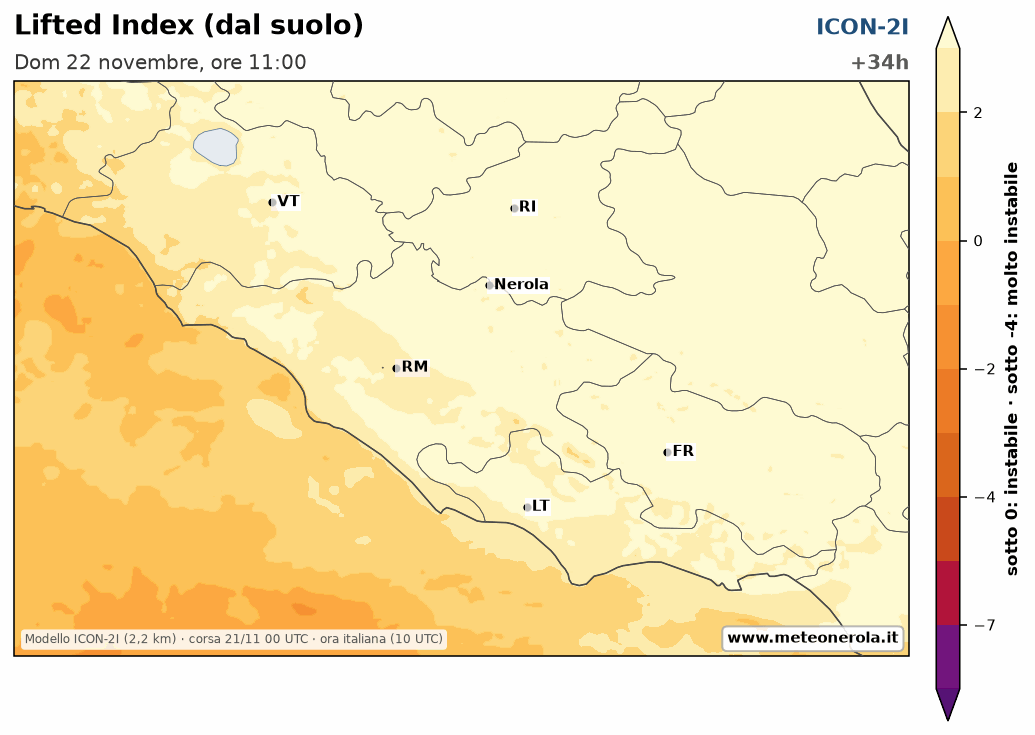 Lifted Index (dal suolo)
ICON-2I
Dom 22 novembre, ore 11:00
+34h
VT
RI
Nerola
RM
FR
LT
2
0
−2
−4
−7
sotto 0: instabile · sotto -4: molto instabile
Modello ICON-2I (2,2 km) · corsa 21/11 00 UTC · ora italiana (10 UTC)
www.meteonerola.it